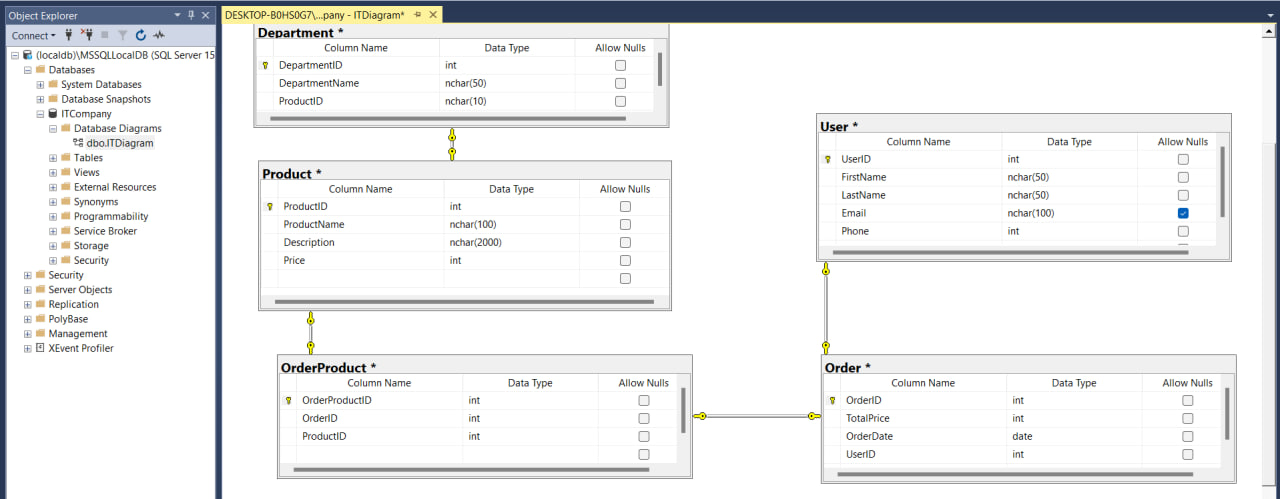 Object Explorer
Connect
(localdb)\MSSQLLocalDB (SQL Server 15
Databases
System Databases
Database Snapshots
ITCompany
Database Diagrams
dbo.ITDiagram
Tables
Views
External Resources
Synonyms
Programmability
Service Broker
Storage
Security
Security
Server Objects
Replication
PolyBase
Management
XEvent Profiler
DESKTOP-B0HS0G7\...pany - ITDiagram*
Department *
Column Name Data Type Allow Nulls
DepartmentID int
DepartmentName nchar(50)
ProductID nchar(10)
Product *
Column Name Data Type Allow Nulls
ProductID int
ProductName nchar(100)
Description nchar(2000)
Price int
User *
Column Name Data Type Allow Nulls
UserID int
FirstName nchar(50)
LastName nchar(50)
Email nchar(100)
Phone int
OrderProduct *
Column Name Data Type Allow Nulls
OrderProductID int
OrderID int
ProductID int
Order *
Column Name Data Type Allow Nulls
OrderID int
TotalPrice int
OrderDate date
UserID int